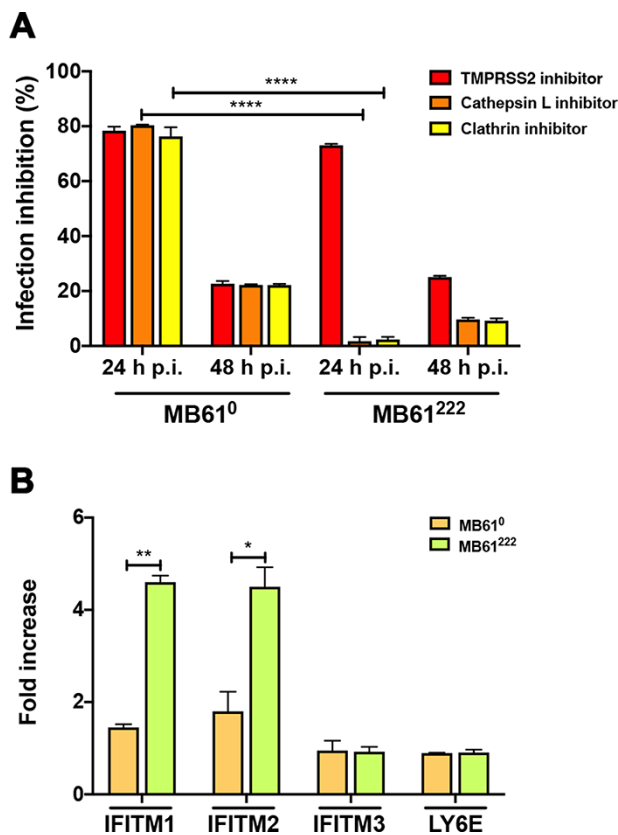 A
Infection inhibition (%)
100
80
60
40
20
0
****
****
TMPRSS2 inhibitor
Cathepsin L inhibitor
Clathrin inhibitor
24 h p.i. 48 h p.i. 24 h p.i. 48 h p.i.
MB61⁰ MB61²²²
B
Fold increase
6
4
2
0
**
*
MB61⁰
MB61²²²
IFITM1 IFITM2 IFITM3 LY6E